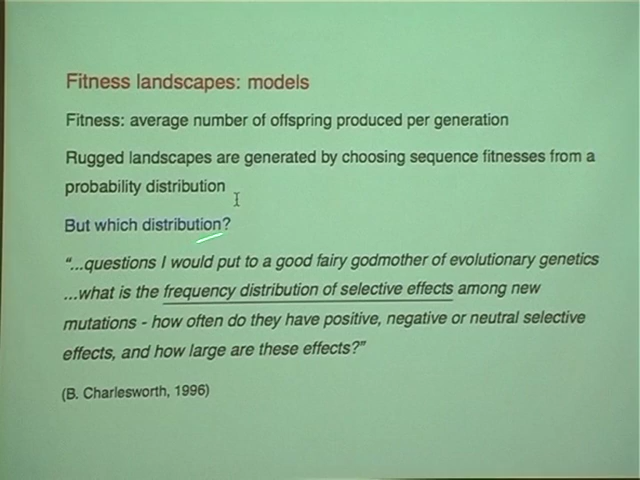 Fitness landscapes: models
Fitness: average number of offspring produced per generation
Rugged landscapes are generated by choosing sequence fitnesses from a
probability distribution
But which distribution?
“...questions I would put to a good fairy godmother of evolutionary genetics
...what is the frequency distribution of selective effects among new
mutations - how often do they have positive, negative or neutral selective
effects, and how large are these effects?”
(B. Charlesworth, 1996)